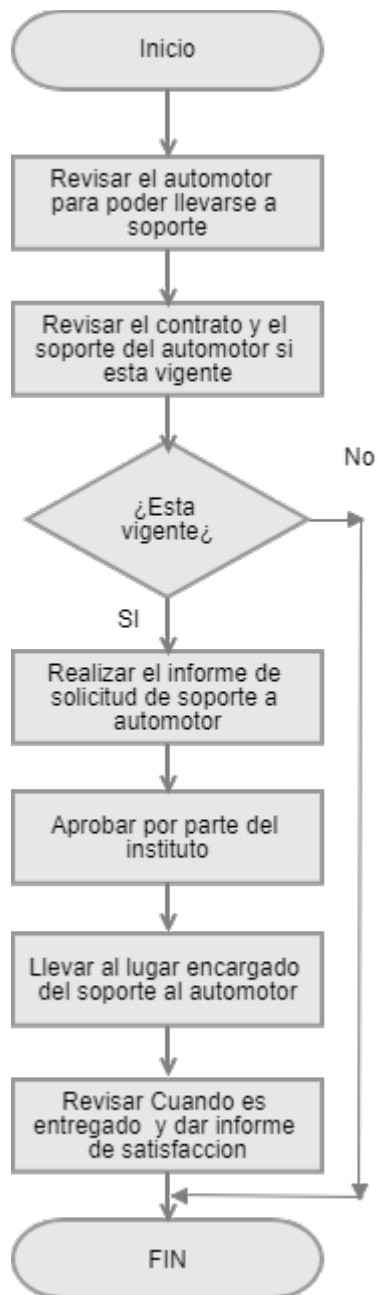 Inicio
Revisar el automotor
para poder llevarse a
soporte
Revisar el contrato y el
soporte del automotor si
esta vigente
¿Esta
vigente¿
No
SI
Realizar el informe de
solicitud de soporte a
automotor
Aprobar por parte del
instituto
Llevar al lugar encargado
del soporte al automotor
Revisar Cuando es
entregado y dar informe
de satisfaccion
FIN